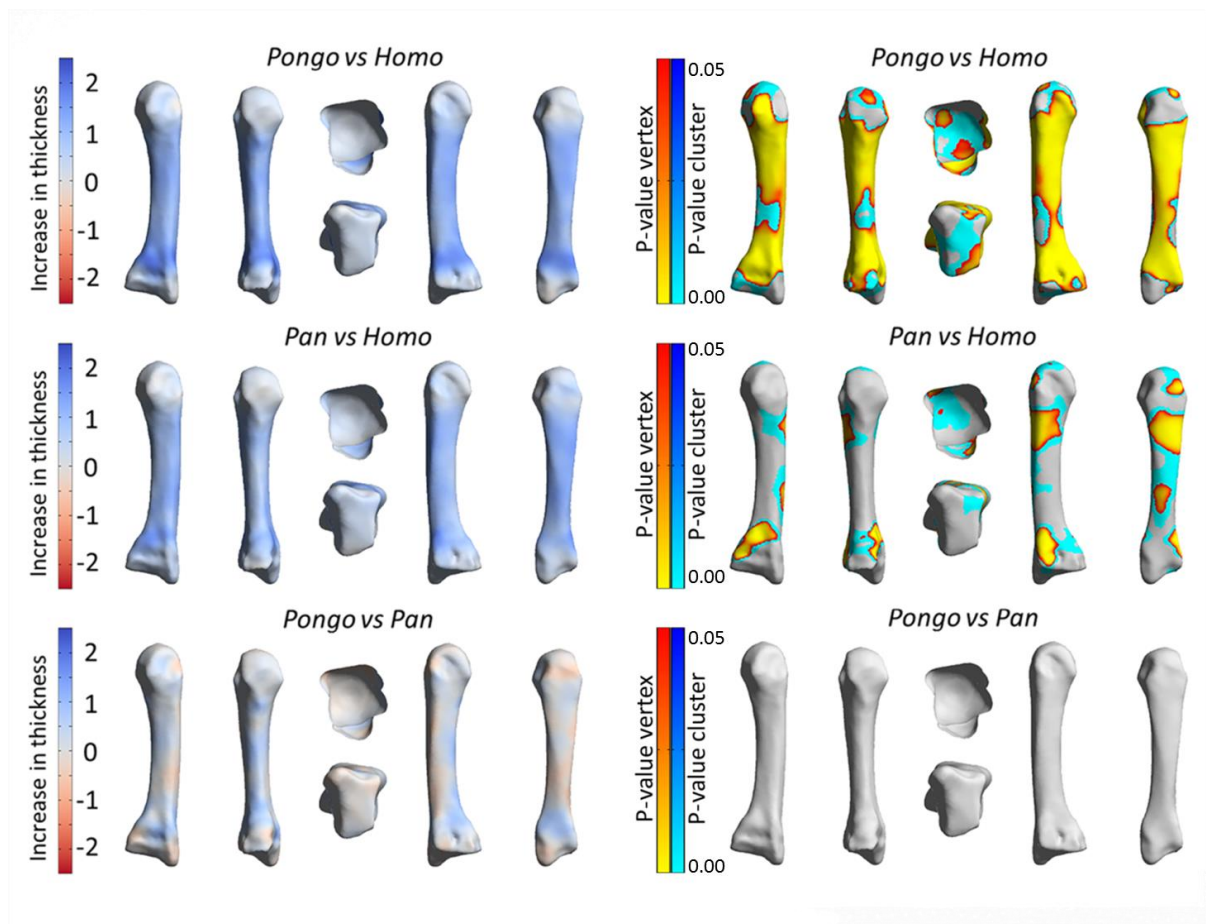 Pongo vs Homo
Increase in thickness
2
1
0
-1
-2
Pongo vs Homo
P-value vertex
P-value cluster
0.05
0.00
Pan vs Homo
Increase in thickness
2
1
0
-1
-2
Pan vs Homo
P-value vertex
P-value cluster
0.05
0.00
Pongo vs Pan
Increase in thickness
2
1
0
-1
-2
Pongo vs Pan
P-value vertex
P-value cluster
0.05
0.00